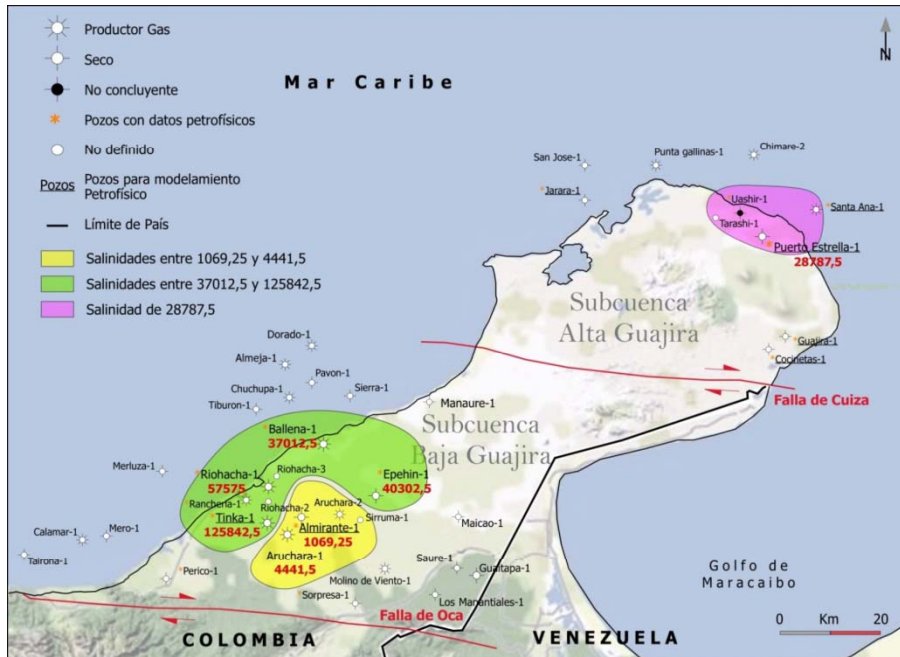 Productor Gas
Seco
No concluyente
Pozos con datos petrofísicos
No definido
Pozos
Pozos para modelamiento
Petrofísico
Límite de País
Salinidades entre 1069,25 y 4441,5
Salinidades entre 37012,5 y 125842,5
Salinidad de 28787,5
Mar Caribe
N
San Jose-1
Punta gallinas-1
Chimare-2
Jarara-1
Uashir-1
Santa Ana-1
Tarashi-1
Puerto Estrella-1
28787,5
Subcuenca
Alta Guajira
Guajira-1
Cocinetas-1
Falla de Cuiza
Dorado-1
Almeja-1
Pavon-1
Chuchupa-1
Sierra-1
Tiburon-1
Manaure-1
Subcuenca
Baja Guajira
Ballena-1
37012,5
Merluza-1
Riohacha-1
57575
Riohacha-3
Epehin-1
40302,5
Rancheria-1
Tinka-1
125842,5
Riohacha-2
Aruchara-2
Almirante-1
1069,25
Sirruma-1
Maicao-1
Calamar-1
Mero-1
Tairona-1
Aruchara-1
4441,5
Perico-1
Molino de Viento-1
Saure-1
Guaitapa-1
Sorpresa-1
Los Manantiales-1
Falla de Oca
Golfo de
Maracaibo
COLOMBIA
VENEZUELA
0 Km 20